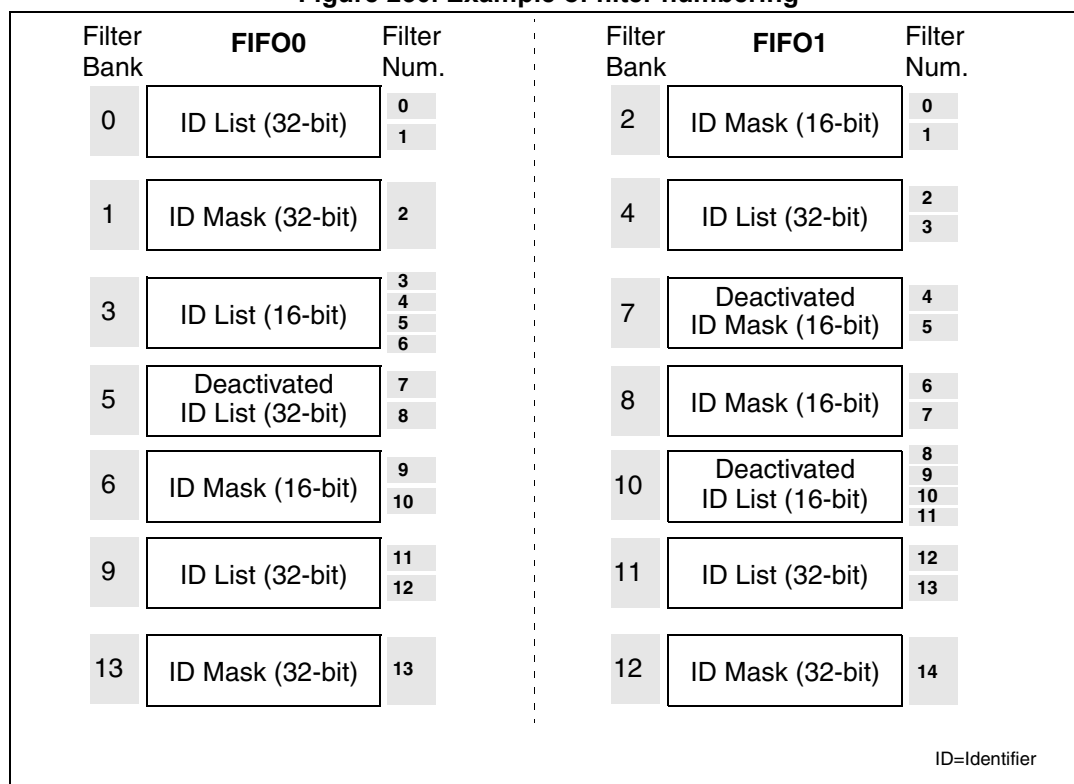 Figure Example of filter numbering
Filter Bank FIFO0 Filter Num.
0 ID List (32-bit) 0 1
1 ID Mask (32-bit) 2
3 ID List (16-bit) 3 4 5 6
5 Deactivated ID List (32-bit) 7 8
6 ID Mask (16-bit) 9 10
9 ID List (32-bit) 11 12
13 ID Mask (32-bit) 13
Filter Bank FIFO1 Filter Num.
2 ID Mask (16-bit) 0 1
4 ID List (32-bit) 2 3
7 Deactivated ID Mask (16-bit) 4 5
8 ID Mask (16-bit) 6 7
10 Deactivated ID List (16-bit) 8 9 10 11
11 ID List (32-bit) 12 13
12 ID Mask (32-bit) 14
ID=Identifier